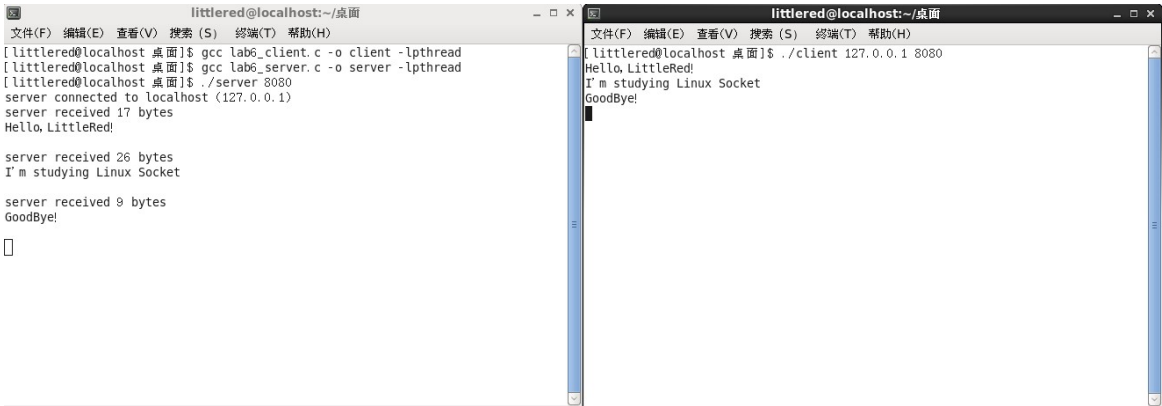 littlered@localhost:~/桌面
文件(F) 编辑(E) 查看(V) 搜索 (S) 终端(T) 帮助(H)
[littlered@localhost 桌面]$ gcc lab6_client.c -o client -lpthread
[littlered@localhost 桌面]$ gcc lab6_server.c -o server -lpthread
[littlered@localhost 桌面]$ ./server 8080
server connected to localhost (127.0.0.1)
server received 17 bytes
Hello,LittleRed!
server received 26 bytes
I'm studying Linux Socket
server received 9 bytes
GoodBye!
littlered@localhost:~/桌面
文件(F) 编辑(E) 查看(V) 搜索 (S) 终端(T) 帮助(H)
[littlered@localhost 桌面]$ ./client 127.0.0.1 8080
Hello,LittleRed!
I'm studying Linux Socket
GoodBye!